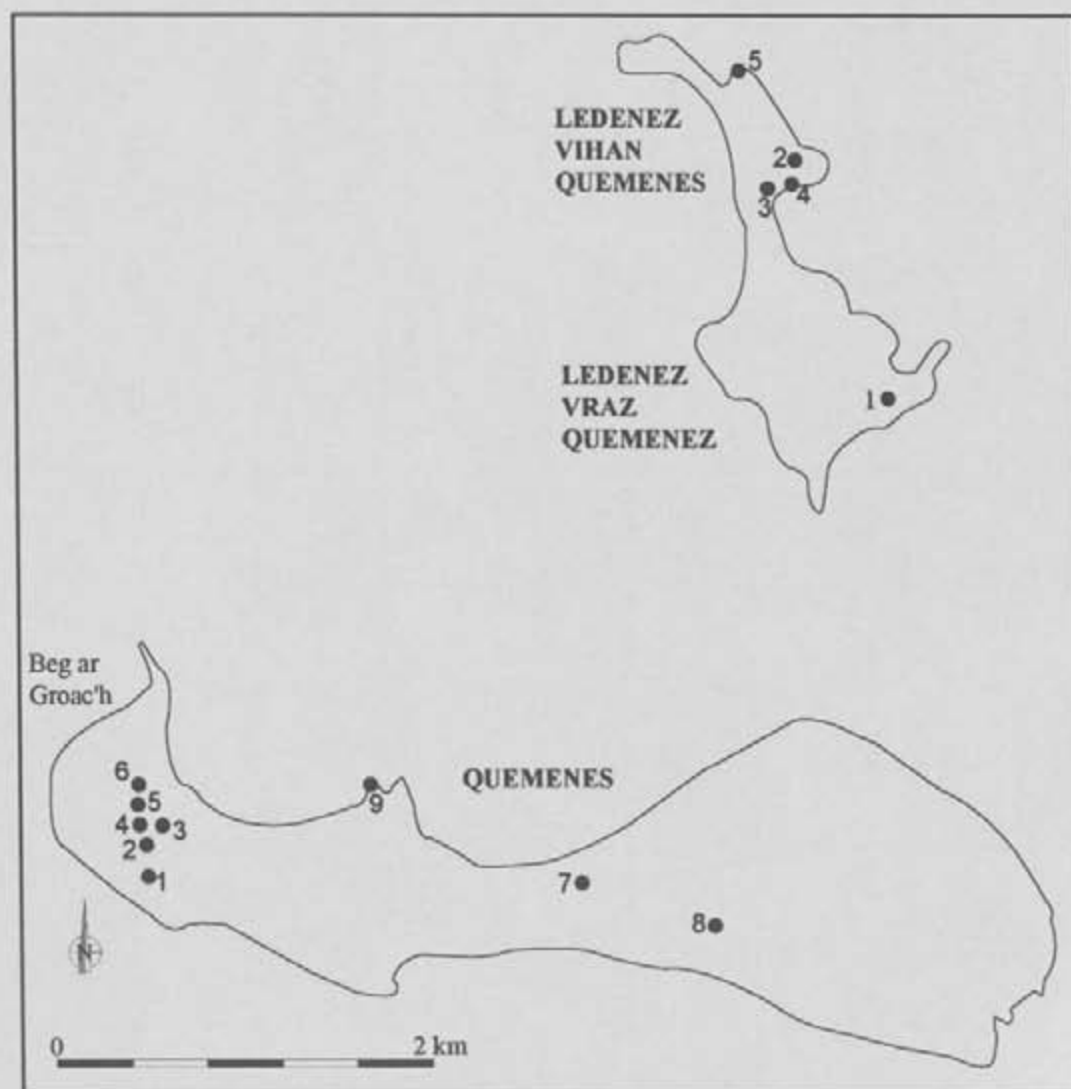 5
LEDENEZ
VIHAN
QUEMENES
2
3
4
LEDENEZ
VRAZ
QUEMENEZ
1
Beg ar
Groac'h
QUEMENES
6
5
4
3
2
1
9
7
8
N
0
2 km